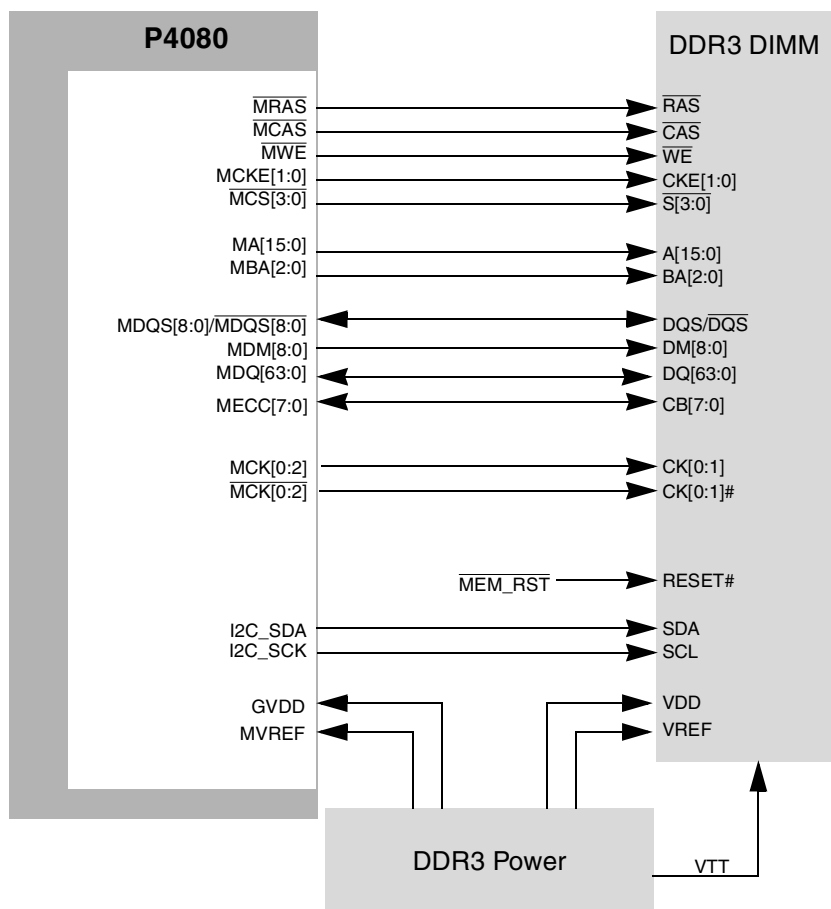 P4080
DDR3 DIMM
MRAS
RAS
MCAS
CAS
MWE
WE
MCKE[1:0]
CKE[1:0]
MCS[3:0]
S[3:0]
MA[15:0]
A[15:0]
MBA[2:0]
BA[2:0]
MDQS[8:0]/MDQS[8:0]
DQS/DQS
MDM[8:0]
DM[8:0]
MDQ[63:0]
DQ[63:0]
MECC[7:0]
CB[7:0]
MCK[0:2]
CK[0:1]
MCK[0:2]
CK[0:1]#
MEM_RST
RESET#
I2C_SDA
SDA
I2C_SCK
SCL
GVDD
VDD
MVREF
VREF
DDR3 Power
VTT